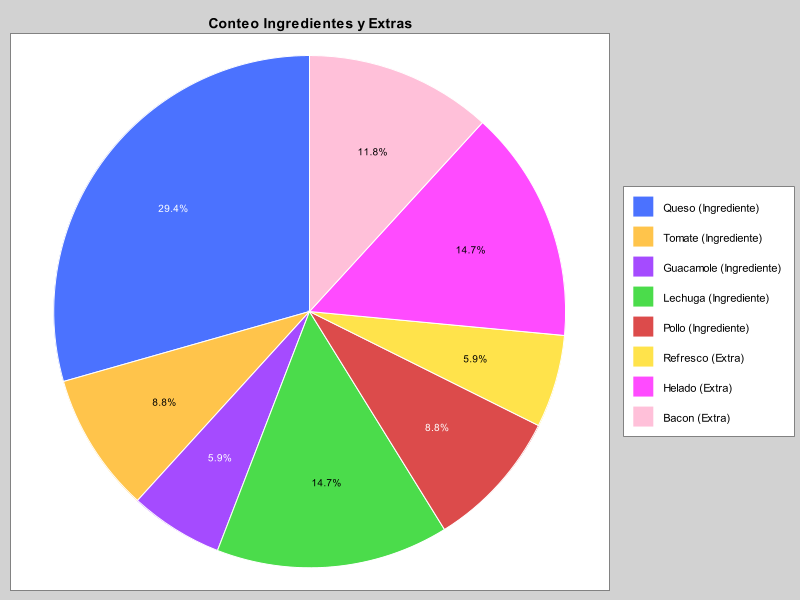 Conteo Ingredientes y Extras
11.8%
29.4%
14.7%
5.9%
8.8%
8.8%
5.9%
14.7%
Queso (Ingrediente)
Tomate (Ingrediente)
Guacamole (Ingrediente)
Lechuga (Ingrediente)
Pollo (Ingrediente)
Refresco (Extra)
Helado (Extra)
Bacon (Extra)